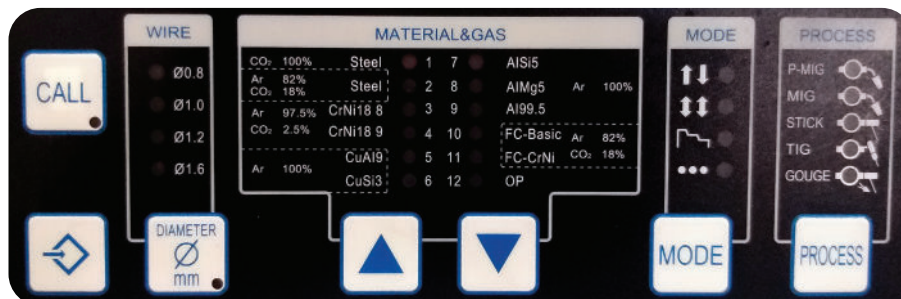 WIRE
MATERIAL&GAS
MODE
PROCESS
CALL
Ø0.8
Ø1.0
Ø1.2
Ø1.6
CO₂ 100% Steel 1 7 AlSi5
Ar 82%
CO₂ 18% Steel 2 8 AlMg5 Ar 100%
Ar 97.5% CrNi18 8 3 9 Al99.5
CO₂ 2.5% CrNi18 9 4 10 FC-Basic Ar 82%
CuAl9 5 11 FC-CrNi CO₂ 18%
Ar 100%
CuSi3 6 12 OP
P-MIG
MIG
STICK
TIG
GOUGE
DIAMETER
Ø
mm
MODE
PROCESS